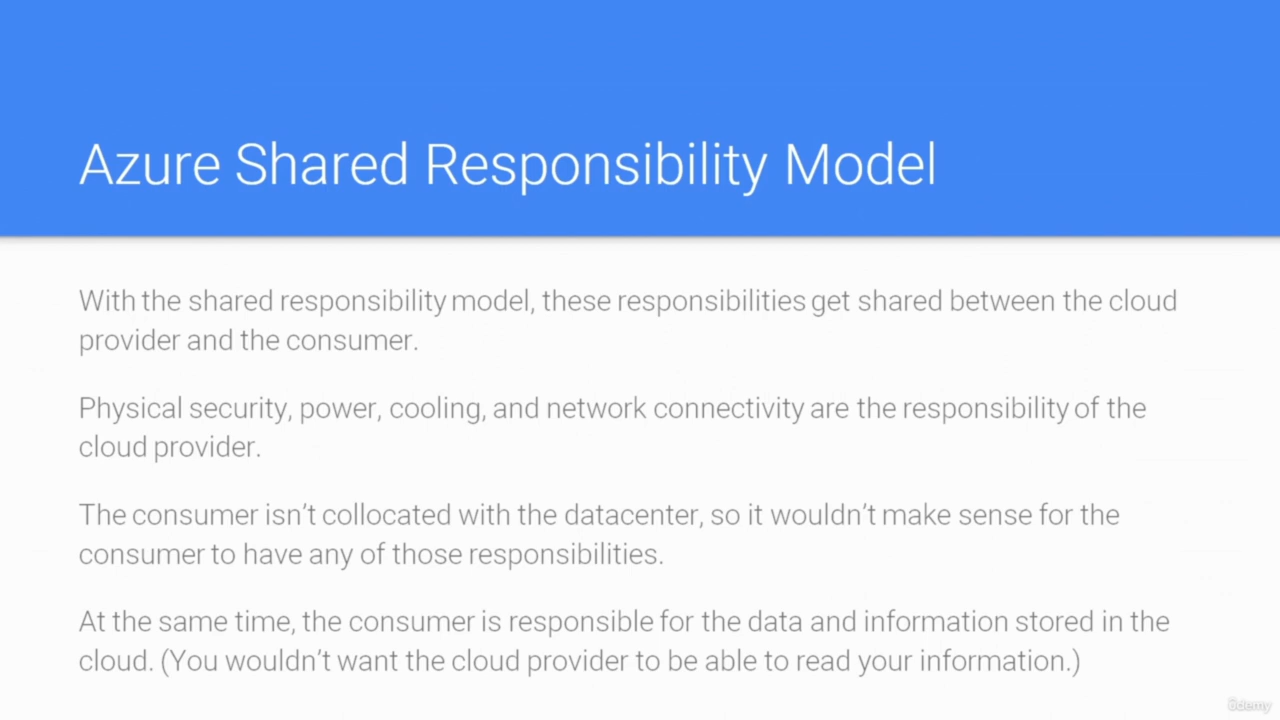 Azure Shared Responsibility Model
With the shared responsibility model, these responsibilities get shared between the cloud
provider and the consumer.
Physical security, power, cooling, and network connectivity are the responsibility of the
cloud provider.
The consumer isn’t collocated with the datacenter, so it wouldn’t make sense for the
consumer to have any of those responsibilities.
At the same time, the consumer is responsible for the data and information stored in the
cloud. (You wouldn’t want the cloud provider to be able to read your information.)
ûdemy